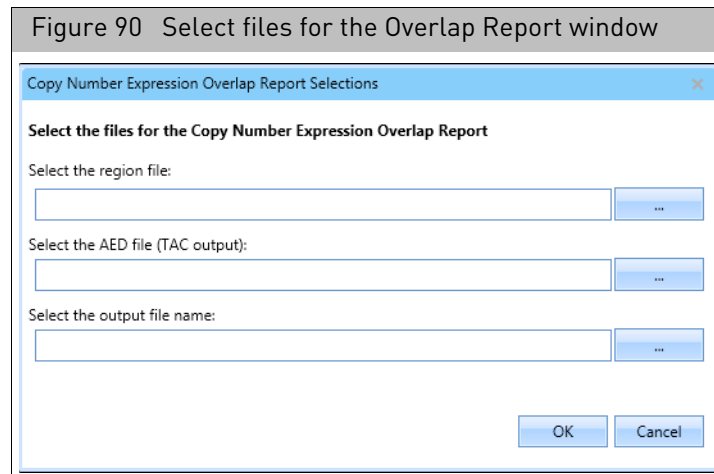 Figure 90 Select files for the Overlap Report window
Copy Number Expression Overlap Report Selections
Select the files for the Copy Number Expression Overlap Report
Select the region file:
...
Select the AED file (TAC output):
...
Select the output file name:
...
OK Cancel